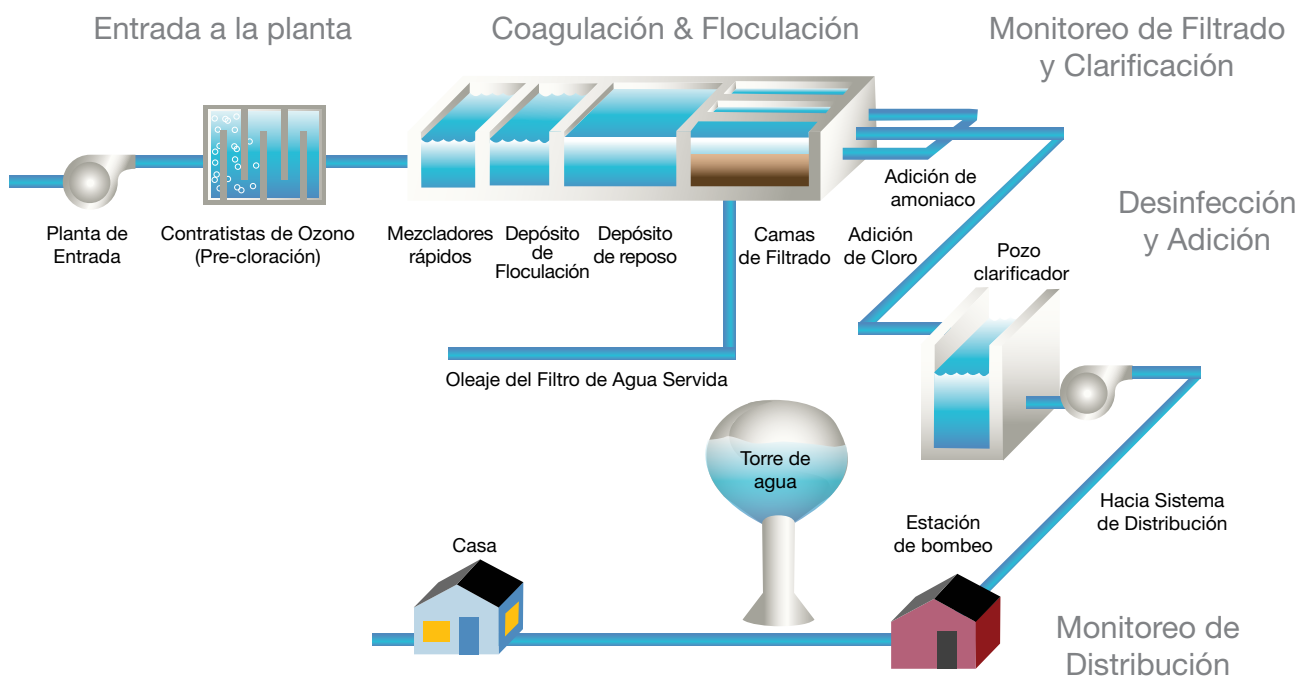 Entrada a la planta
Coagulación & Floculación
Monitoreo de Filtrado
y Clarificación
Planta de
Entrada
Contratistas de Ozono
(Pre-cloración)
Mezcladores
rápidos
Depósito
de
Floculación
Depósito
de reposo
Camas
de Filtrado
Adición
de Cloro
Adición de
amoniaco
Desinfección
y Adición
Pozo
clarificador
Oleaje del Filtro de Agua Servida
Torre de
agua
Hacia Sistema
de Distribución
Estación
de bombeo
Casa
Monitoreo de
Distribución